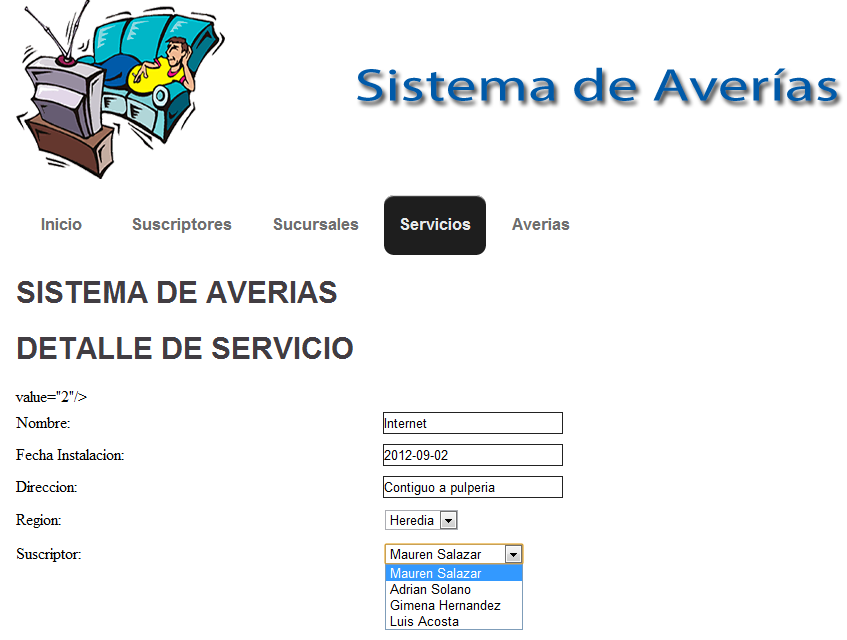 Sistema de Averías
Inicio Suscriptores Sucursales Servicios Averias
SISTEMA DE AVERIAS
DETALLE DE SERVICIO
value="2"/>
Nombre: Internet
Fecha Instalacion: 2012-09-02
Direccion: Contiguo a pulperia
Region: Heredia
Suscriptor: Mauren Salazar
Mauren Salazar
Adrian Solano
Gimena Hernandez
Luis Acosta